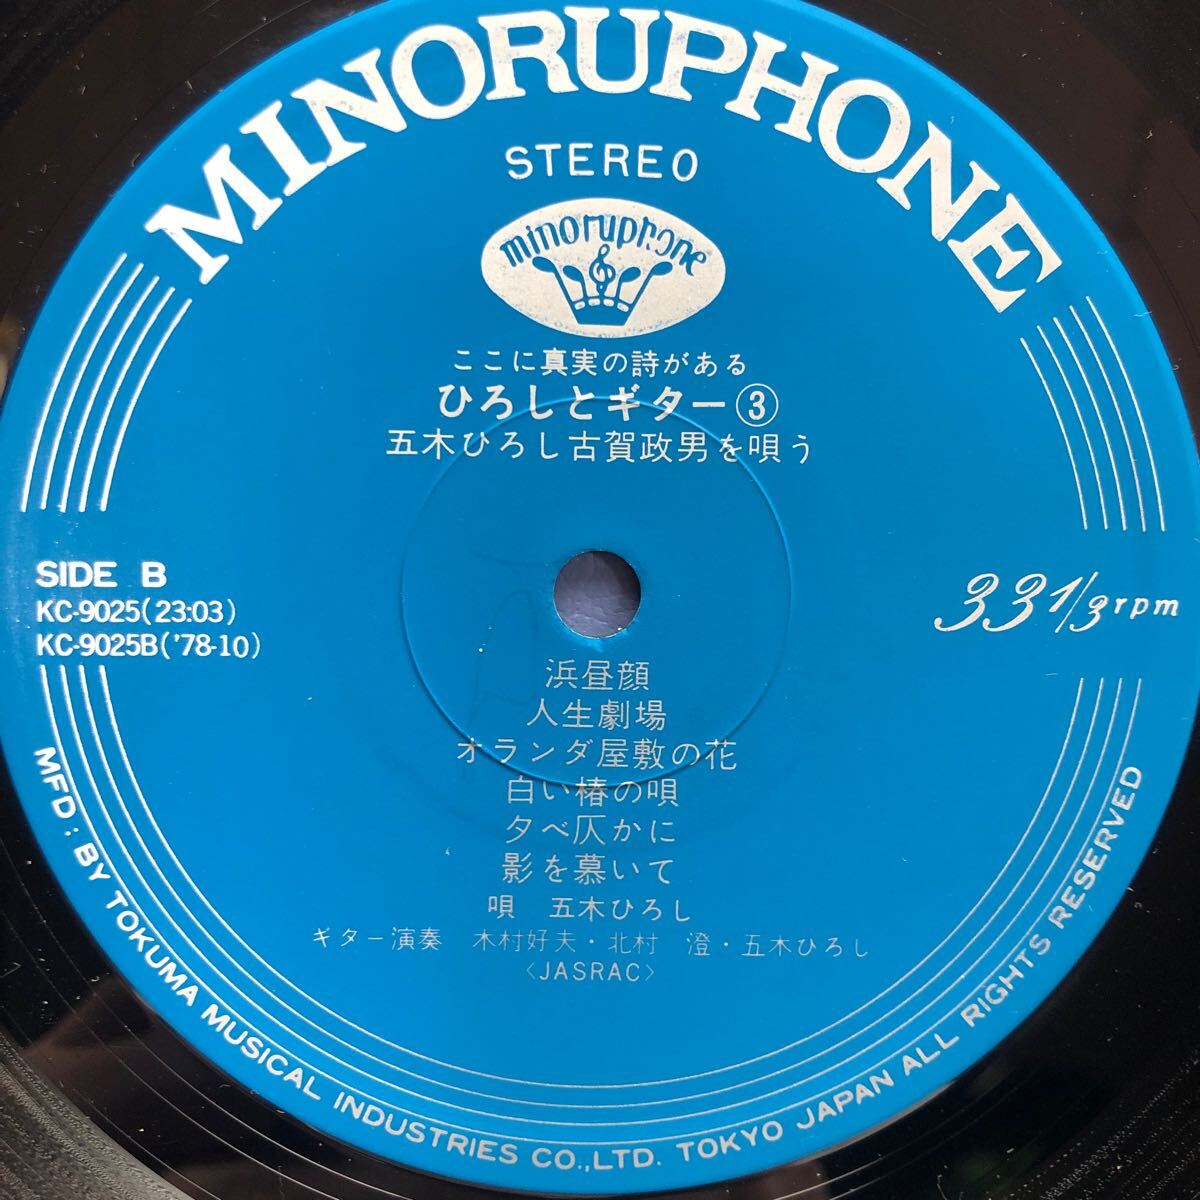 MINORUPHONE
STEREO
minoruphone
ここに真実の詩がある
ひろしとギター③
五木ひろし古賀政男を唄う
SIDE B
KC-9025(23:03)
KC-9025B('78-10)
33 1/3 rpm
浜昼顔
人生劇場
オランダ屋敷の花
白い椿の唄
夕べ仄かに
影を慕いて
唄 五木ひろし
ギター演奏 木村好夫・北村 澄・五木ひろし
〈JASRAC〉
MFD: BY TOKUMA MUSICAL INDUSTRIES CO.,LTD. TOKYO JAPAN ALL RIGHTS RESERVED